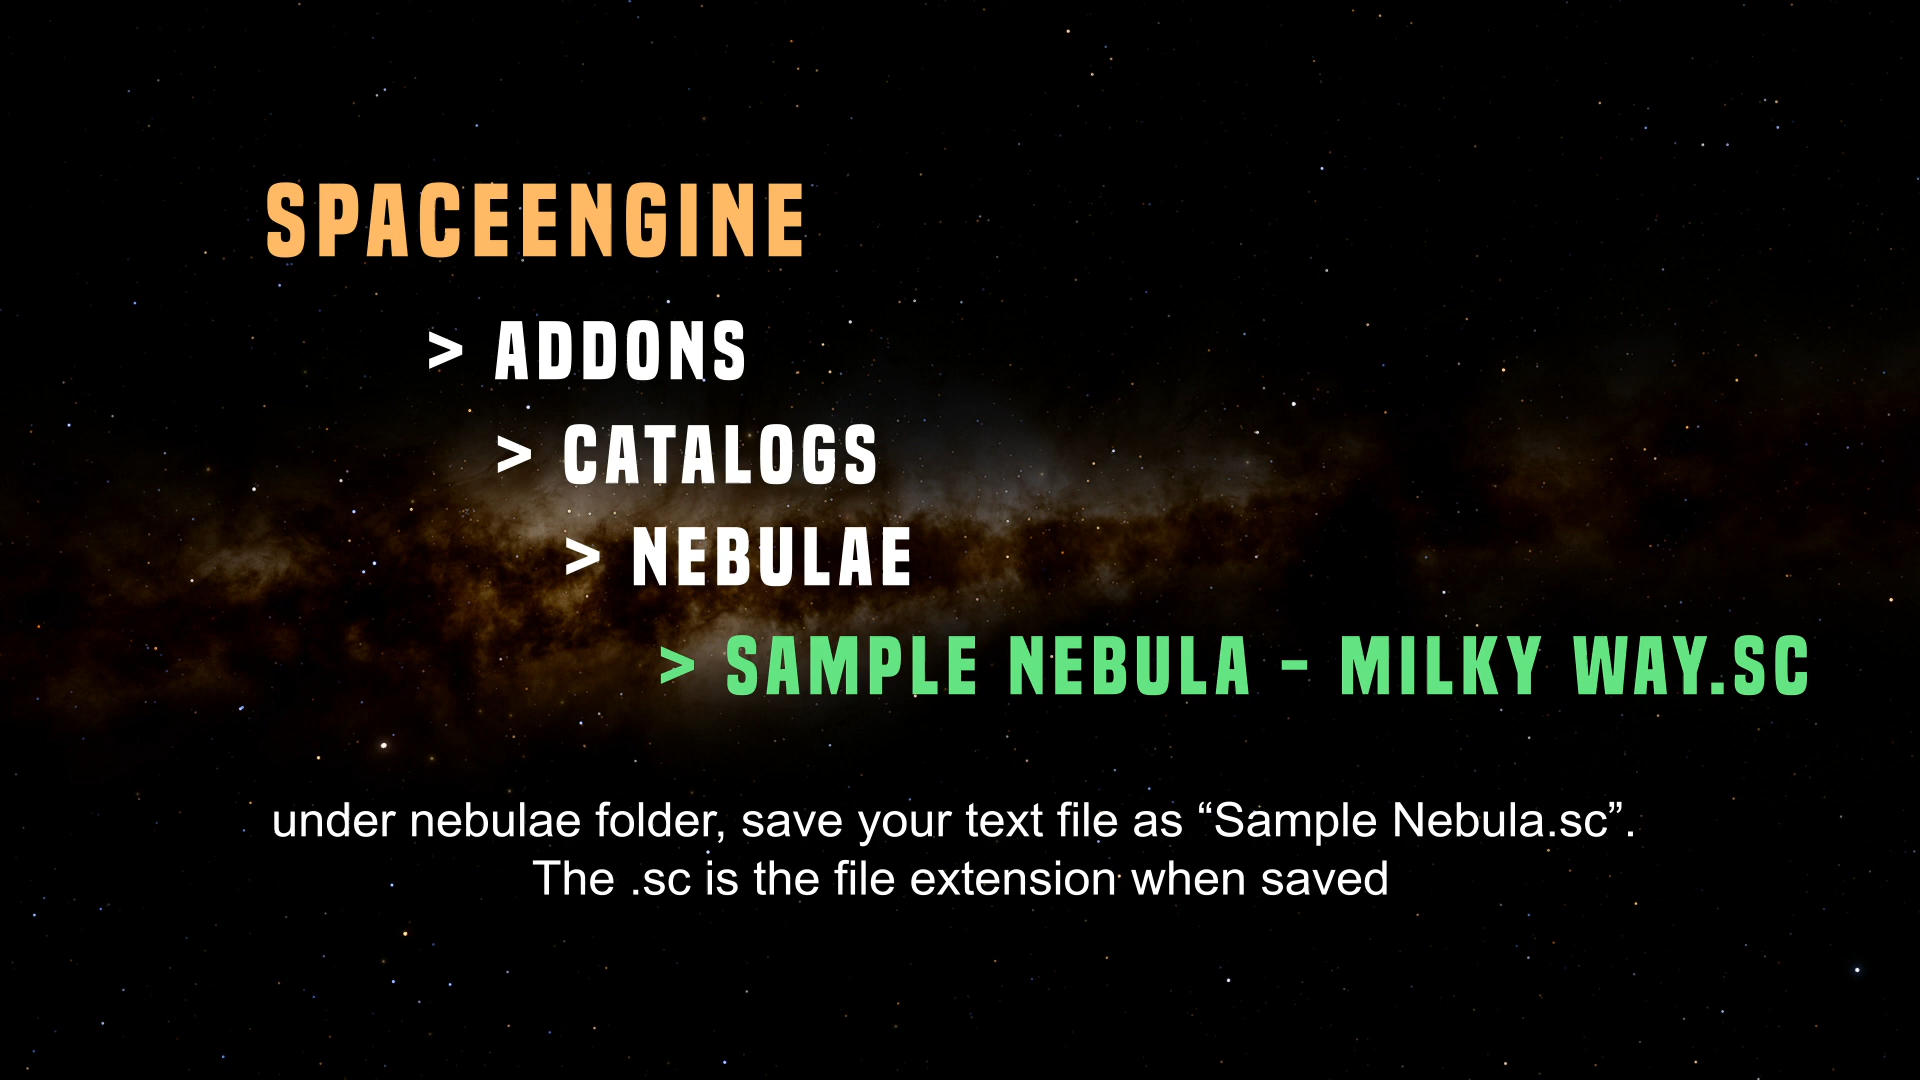 SPACEENGINE
> ADDONS
> CATALOGS
> NEBULAE
> SAMPLE NEBULA - MILKY WAY.SC
under nebulae folder, save your text file as “Sample Nebula.sc”.
The .sc is the file extension when saved